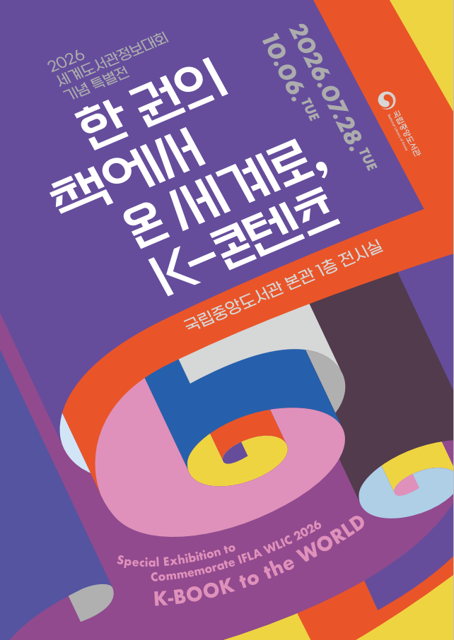 2026
세계도서관정보대회
기념 특별전
한 권의
책에서
온 세계로,
K-콘텐츠
2026.07.28. TUE
10.06. TUE
국립중앙도서관
국립중앙도서관 본관 1층 전시실
Special Exhibition to
Commemorate IFLA WLIC 2026
K-BOOK to the WORLD